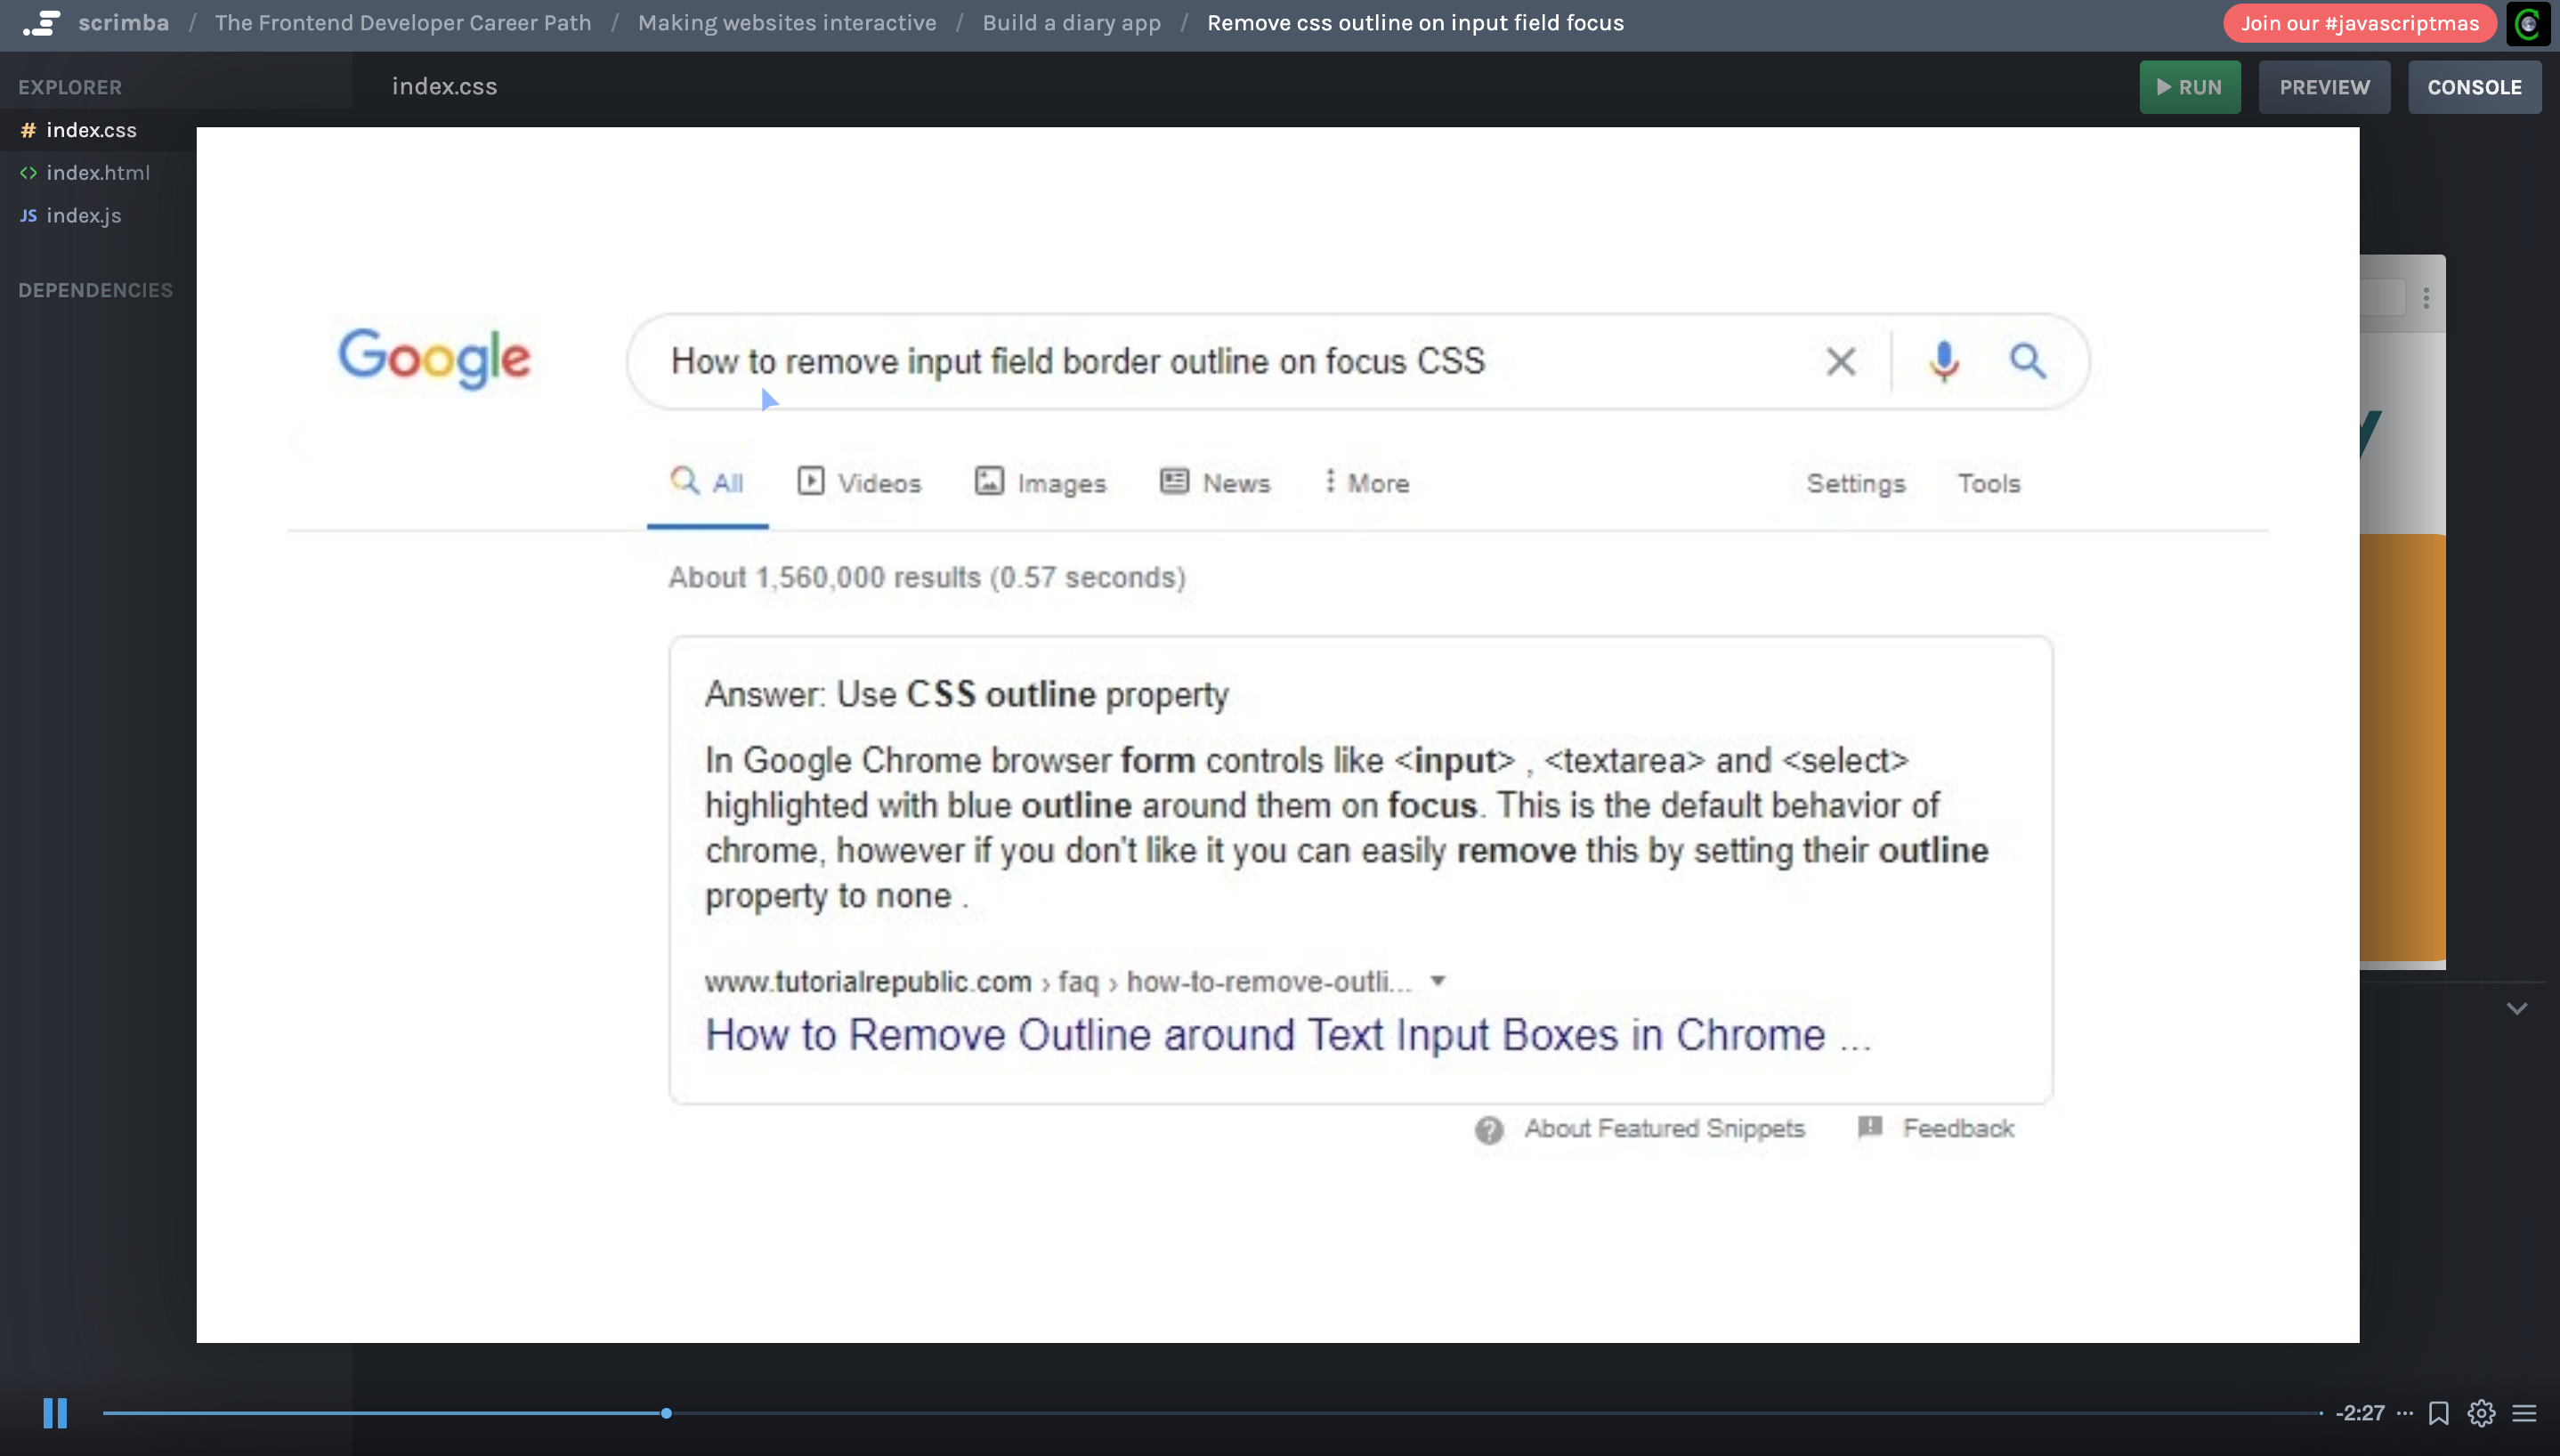 scrimba / The Frontend Developer Career Path / Making websites interactive / Build a diary app / Remove css outline on input field focus
Join our #javascriptmas
EXPLORER
index.css
RUN
PREVIEW
CONSOLE
# index.css
<> index.html
JS index.js
DEPENDENCIES
Google
How to remove input field border outline on focus CSS
All
Videos
Images
News
More
Settings
Tools
About 1,560,000 results (0.57 seconds)
Answer: Use CSS outline property
In Google Chrome browser form controls like <input> , <textarea> and <select>
highlighted with blue outline around them on focus. This is the default behavior of
chrome, however if you don't like it you can easily remove this by setting their outline
property to none .
www.tutorialrepublic.com › faq › how-to-remove-outli...
How to Remove Outline around Text Input Boxes in Chrome ...
About Featured Snippets
Feedback
-2:27